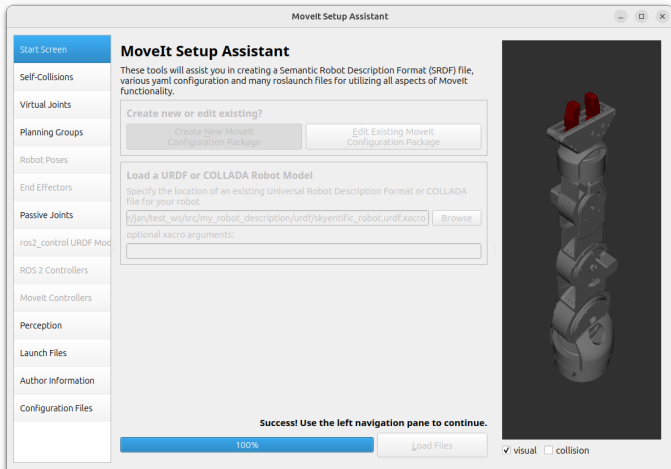 MoveIt Setup Assistant
Start Screen
Self-Collisions
Virtual Joints
Planning Groups
Robot Poses
End Effectors
Passive Joints
ros2_control URDF Mod
ROS 2 Controllers
MoveIt Controllers
Perception
Launch Files
Author Information
Configuration Files
MoveIt Setup Assistant
These tools will assist you in creating a Semantic Robot Description Format (SRDF) file,
various yaml configuration and many roslaunch files for utilizing all aspects of MoveIt
functionality.
Create new or edit existing?
Create New MoveIt
Configuration Package
Edit Existing MoveIt
Configuration Package
Load a URDF or COLLADA Robot Model
Specify the location of an existing Universal Robot Description Format or COLLADA
file for your robot
e/jan/test_ws/src/my_robot_description/urdf/skyentific_robot.urdf.xacro
Browse
optional xacro arguments:
Success! Use the left navigation pane to continue.
100%
Load Files
visual
collision